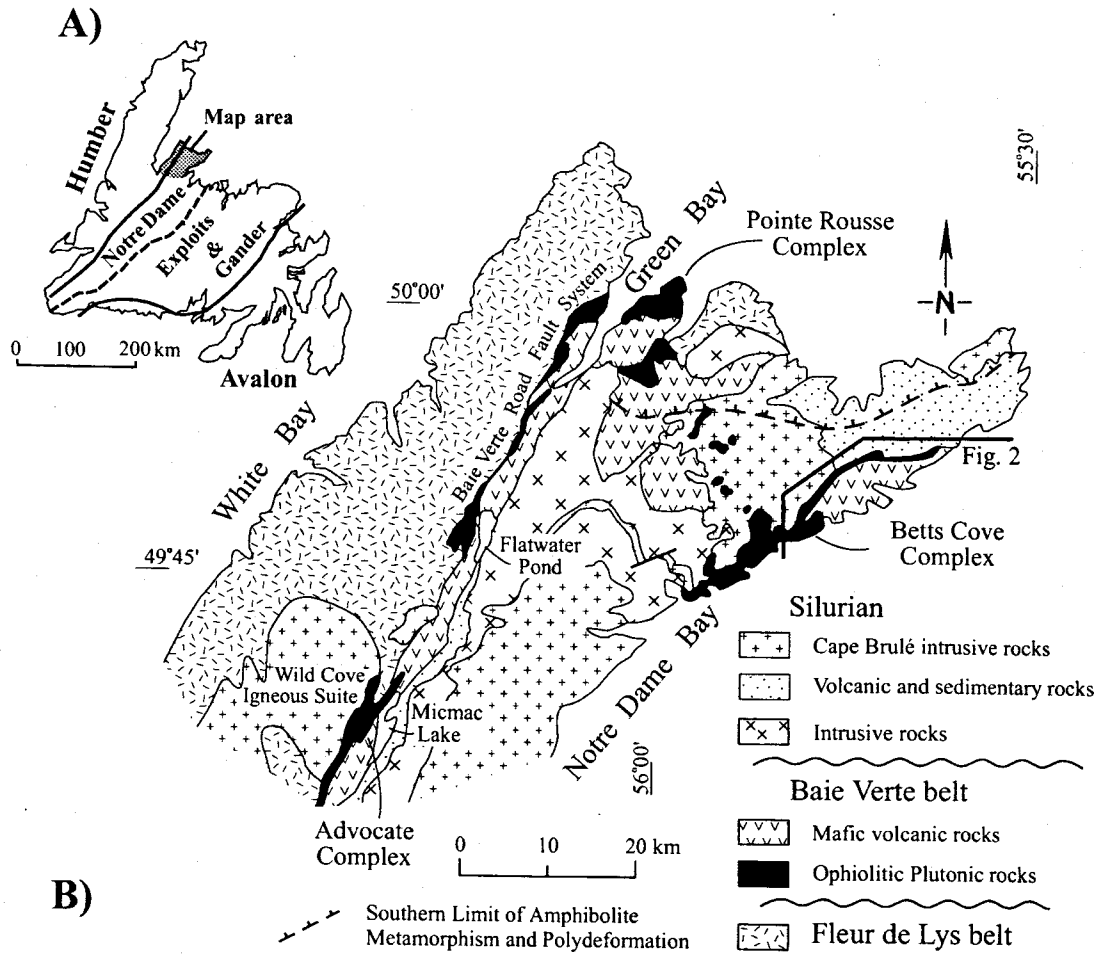 A)
Humber
Map area
Notre Dame
Exploits
&
Gander
0 100 200 km
Avalon
55°30'
Green Bay
Pointe Rousse
Complex
50°00'
N
Baie Verte Road Fault System
White Bay
Fig. 2
49°45'
Flatwater
Pond
Betts Cove
Complex
Wild Cove
Igneous Suite
Micmac
Lake
Notre Dame Bay
56°00'
Advocate
Complex
0 10 20 km
Silurian
Cape Brulé intrusive rocks
Volcanic and sedimentary rocks
Intrusive rocks
Baie Verte belt
Mafic volcanic rocks
Ophiolitic Plutonic rocks
Fleur de Lys belt
B)
Southern Limit of Amphibolite
Metamorphism and Polydeformation